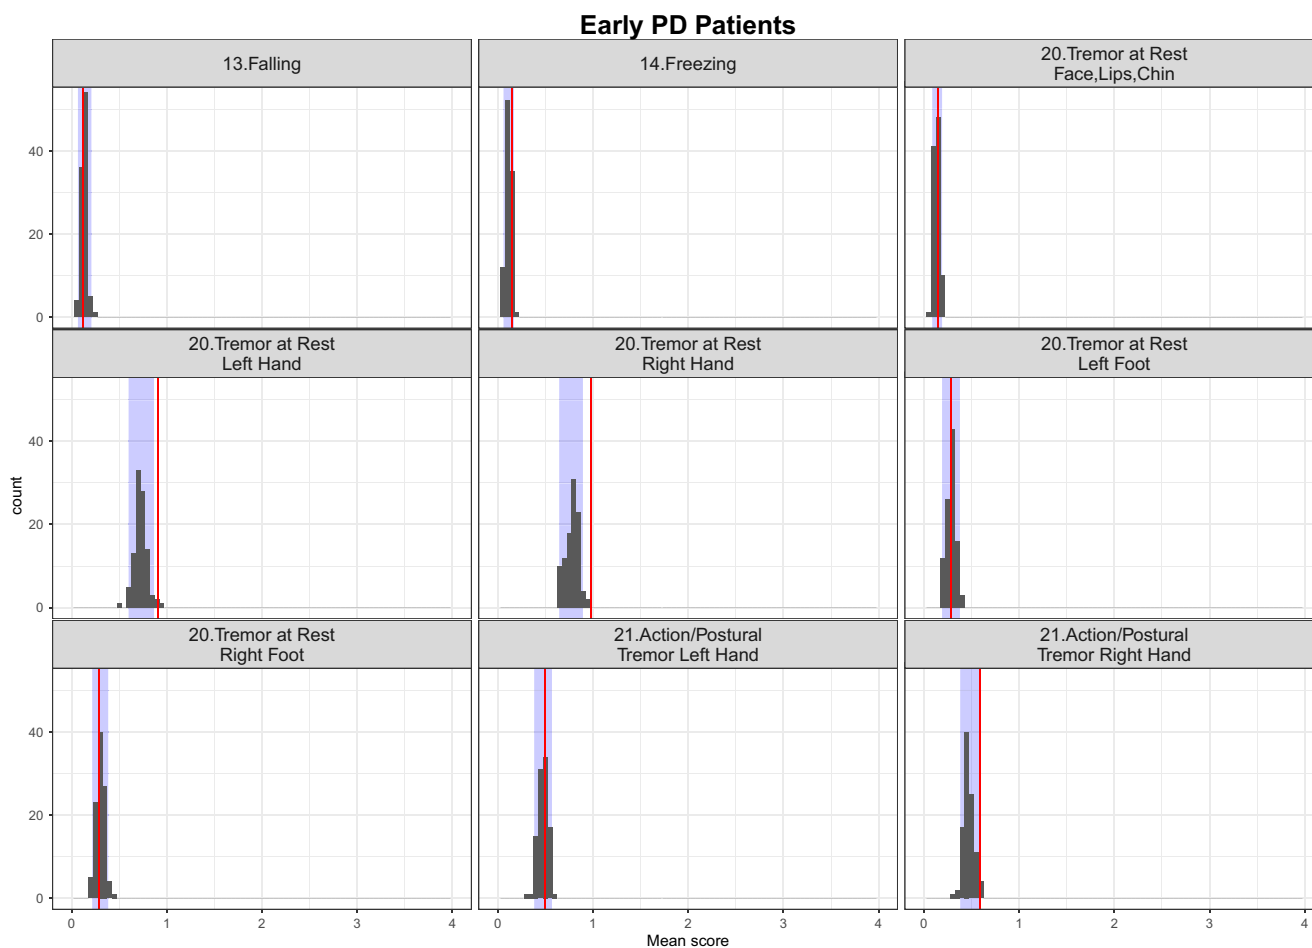 Early PD Patients
13.Falling
14.Freezing
20.Tremor at Rest
Face,Lips,Chin
40
20
0
20.Tremor at Rest
Left Hand
20.Tremor at Rest
Right Hand
20.Tremor at Rest
Left Foot
count
40
20
0
20.Tremor at Rest
Right Foot
21.Action/Postural
Tremor Left Hand
21.Action/Postural
Tremor Right Hand
40
20
0
0 1 2 3 4
0 1 2 3 4
0 1 2 3 4
Mean score